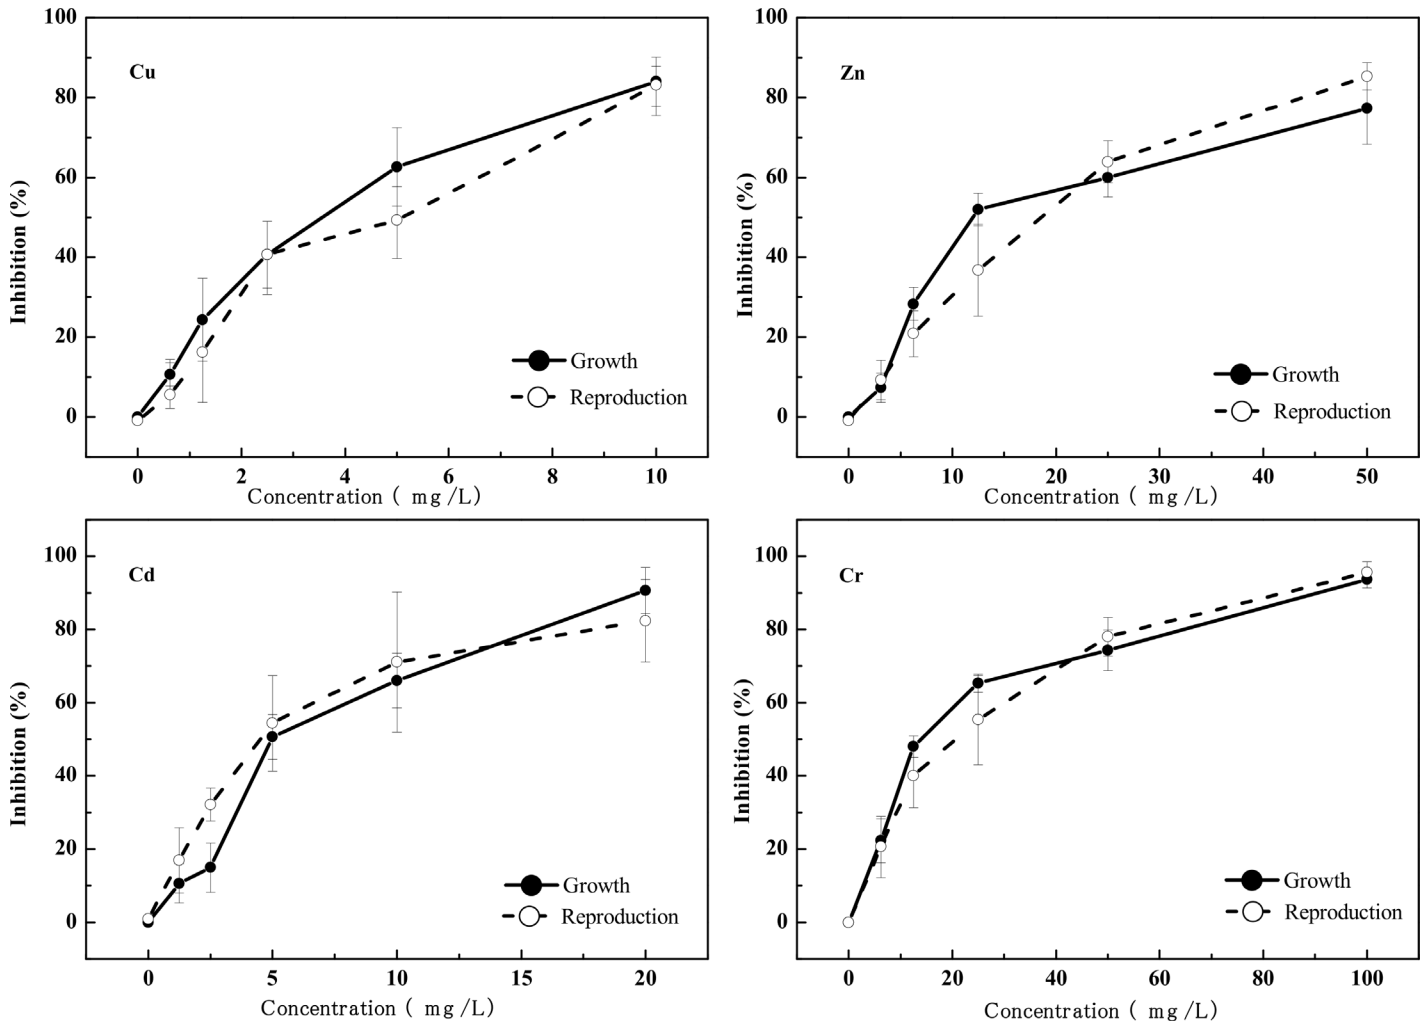 Cu
Inhibition (%)
100
80
60
40
20
0
Growth
Reproduction
0 2 4 6 8 10
Concentration ( mg/L)
Zn
Inhibition (%)
100
80
60
40
20
0
Growth
Reproduction
0 10 20 30 40 50
Concentration ( mg/L)
Cd
Inhibition (%)
100
80
60
40
20
0
Growth
Reproduction
0 5 10 15 20
Concentration ( mg/L)
Cr
Inhibition (%)
100
80
60
40
20
0
Growth
Reproduction
0 20 40 60 80 100
Concentration ( mg/L)